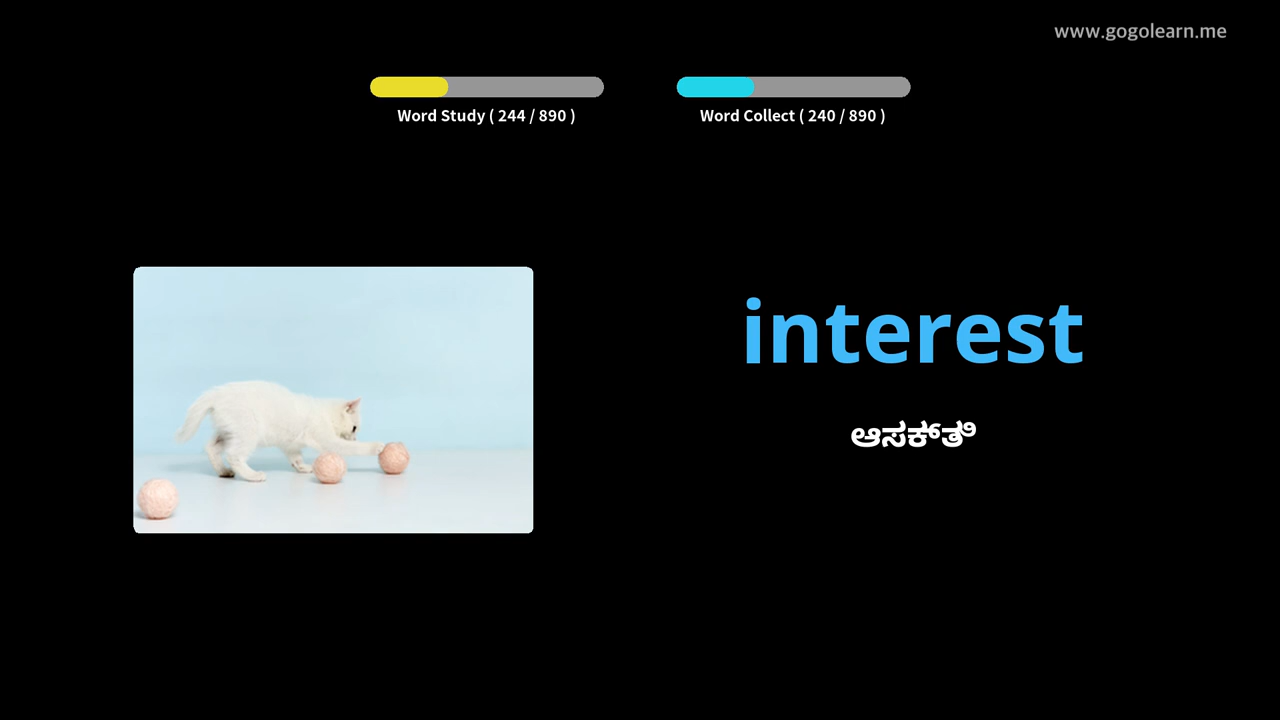 www.gogolearn.me
Word Study ( 244 / 890 )
Word Collect ( 240 / 890 )
interest
ಆಸಕ್ತಿ